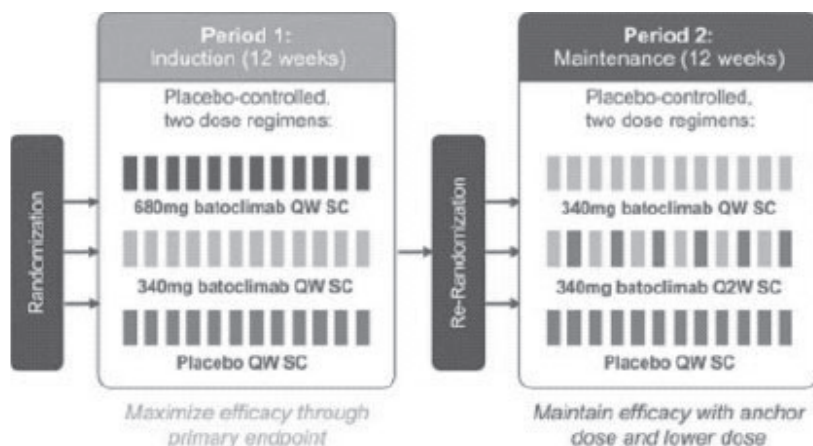 Period 1:
Induction (12 weeks)
Placebo-controlled,
two dose regimens:
Randomization
680mg batoclimab QW SC
340mg batoclimab QW SC
Placebo QW SC
Maximize efficacy through
primary endpoint
Period 2:
Maintenance (12 weeks)
Placebo-controlled,
two dose regimens:
Re-Randomization
340mg batoclimab QW SC
340mg batoclimab Q2W SC
Placebo QW SC
Maintain efficacy with anchor
dose and lower dose